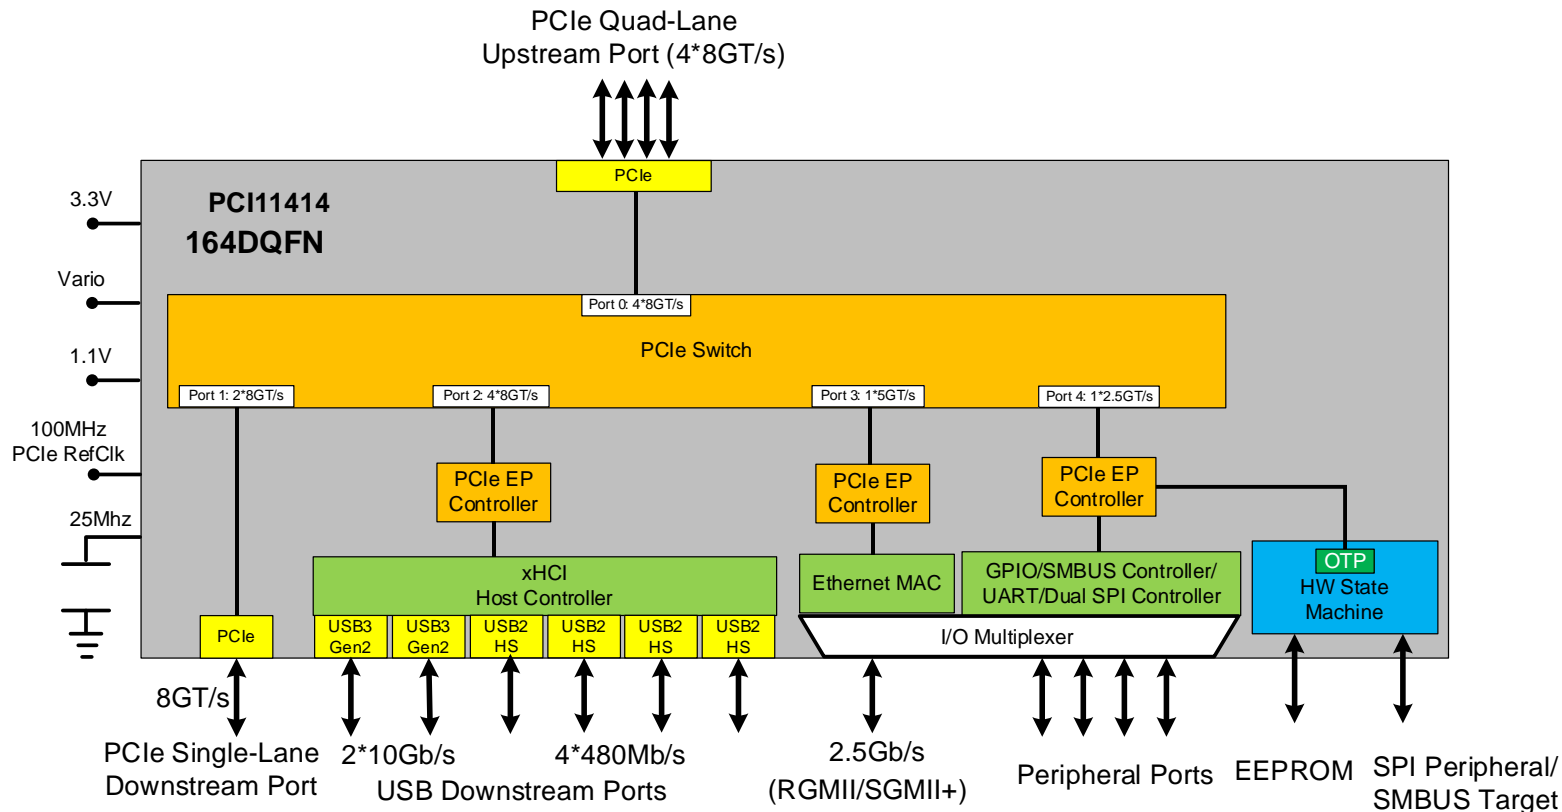 PCIe Quad-Lane
Upstream Port (4*8GT/s)
PCIe
3.3V
PCI11414
164DQFN
Vario
Port 0: 4*8GT/s
PCIe Switch
1.1V
Port 1: 2*8GT/s
Port 2: 4*8GT/s
Port 3: 1*5GT/s
Port 4: 1*2.5GT/s
100MHz
PCIe RefClk
PCIe EP
Controller
PCIe EP
Controller
PCIe EP
Controller
25Mhz
xHCI
Host Controller
Ethernet MAC
GPIO/SMBUS Controller/
UART/Dual SPI Controller
OTP
HW State
Machine
PCIe
USB3
Gen2
USB3
Gen2
USB2
HS
USB2
HS
USB2
HS
USB2
HS
I/O Multiplexer
8GT/s
PCIe Single-Lane
Downstream Port
2*10Gb/s
4*480Mb/s
USB Downstream Ports
2.5Gb/s
(RGMII/SGMII+)
Peripheral Ports
EEPROM
SPI Peripheral/
SMBUS Target